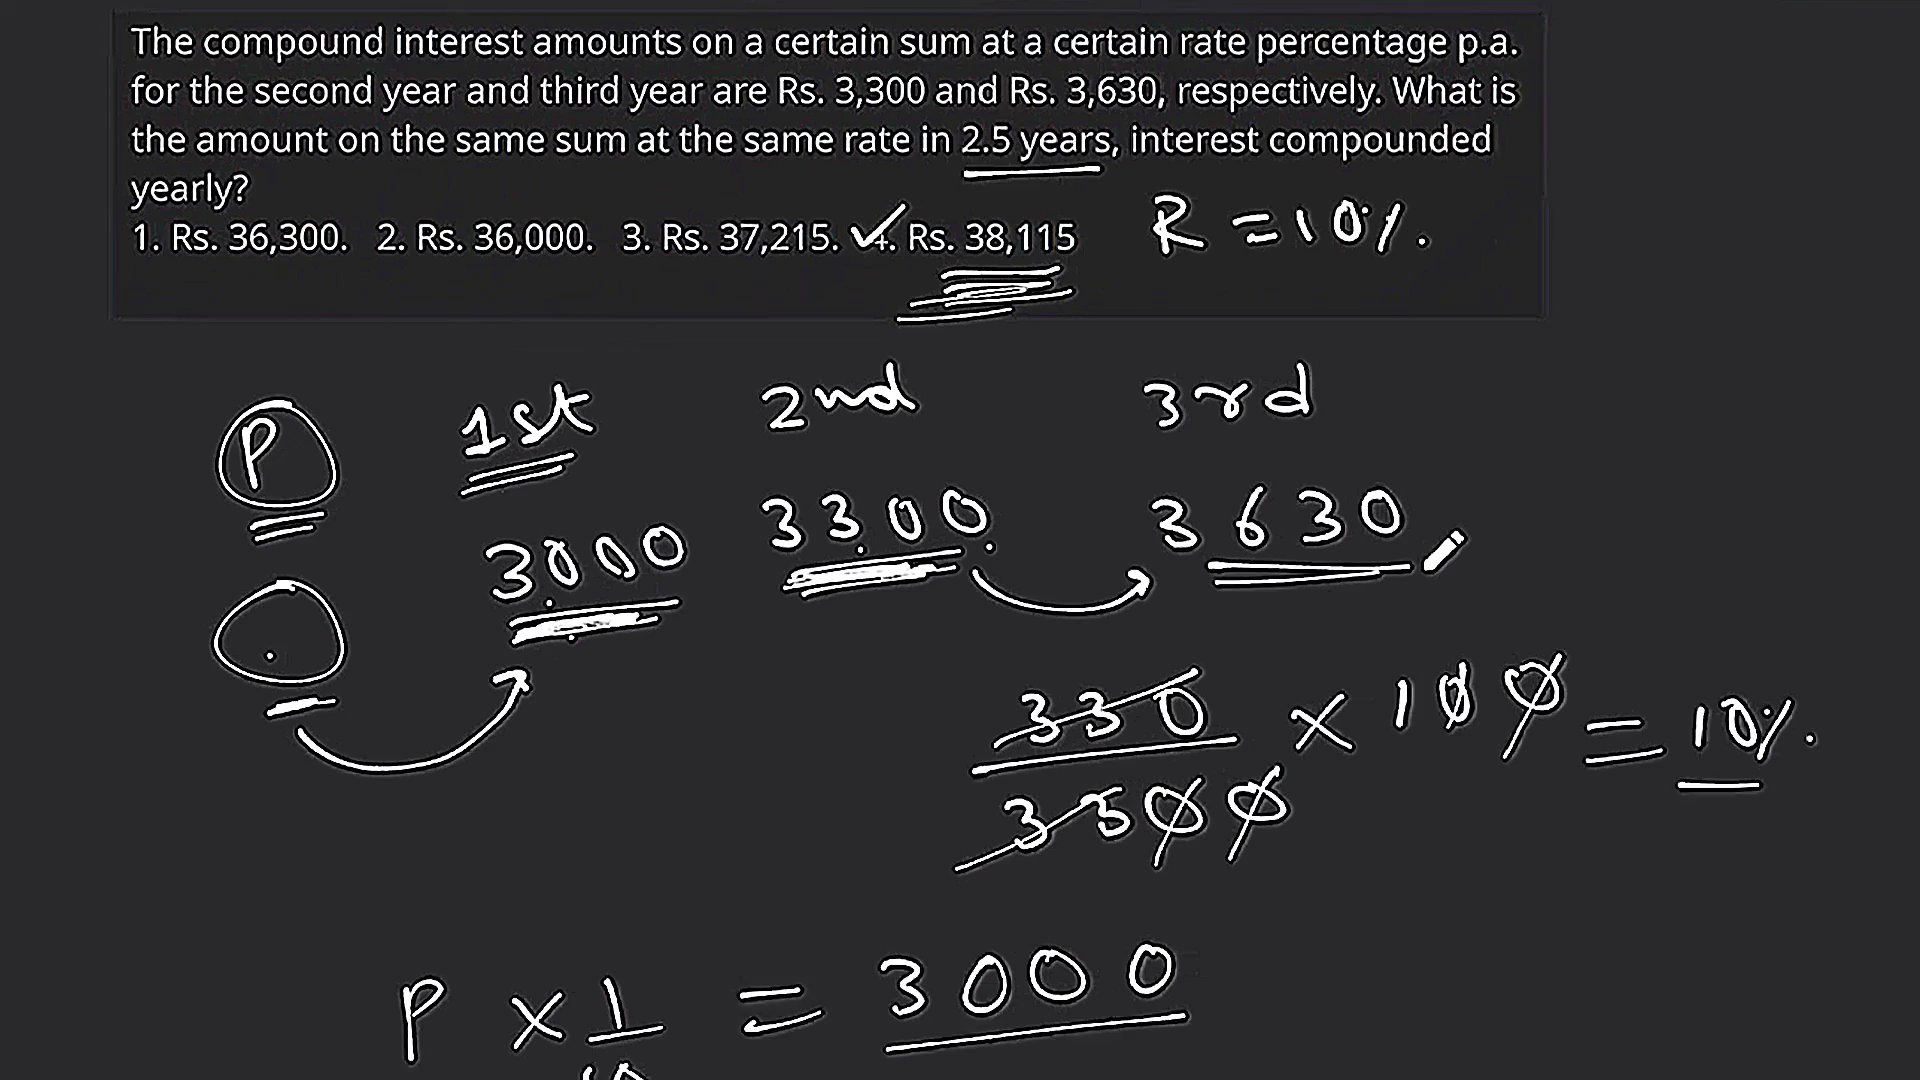 The compound interest amounts on a certain sum at a certain rate percentage p.a.
for the second year and third year are Rs. 3,300 and Rs. 3,630, respectively. What is
the amount on the same sum at the same rate in 2.5 years, interest compounded
yearly?
1. Rs. 36,300. 2. Rs. 36,000. 3. Rs. 37,215. ✓4. Rs. 38,115
R = 10%.
P 1st 2nd 3rd
3000 3300 3630
330 / 3300 × 100 = 10%.
P × 1/10 = 3000